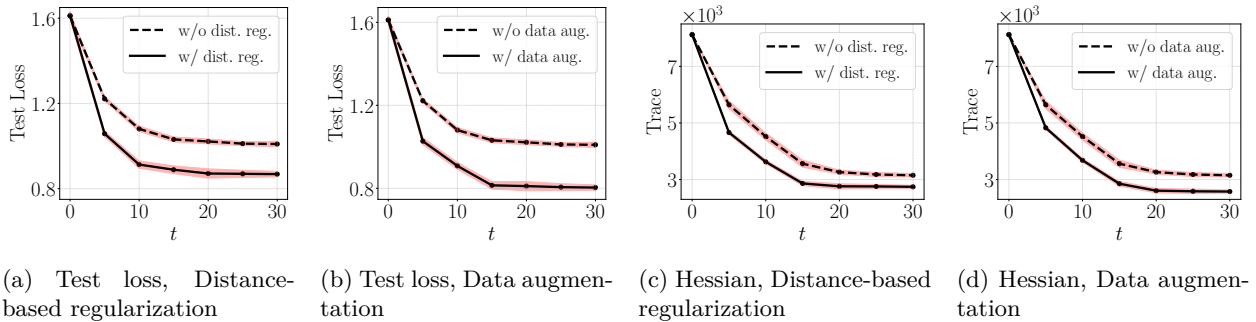 1.6
1.2
0.8
Test Loss
w/o dist. reg.
w/ dist. reg.
0 10 20 30
t
1.6
1.2
0.8
Test Loss
w/o data aug.
w/ data aug.
0 10 20 30
t
×10³
7
5
3
Trace
w/o dist. reg.
w/ dist. reg.
0 10 20 30
t
×10³
7
5
3
Trace
w/o data aug.
w/ data aug.
0 10 20 30
t
(a) Test loss, Distance-
based regularization
(b) Test loss, Data augmen-
tation
(c) Hessian, Distance-based
regularization
(d) Hessian, Data augmen-
tation